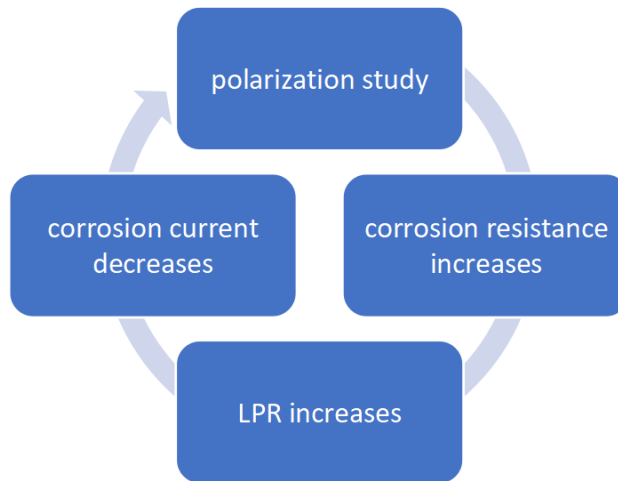 polarization study
corrosion resistance
increases
LPR increases
corrosion current
decreases